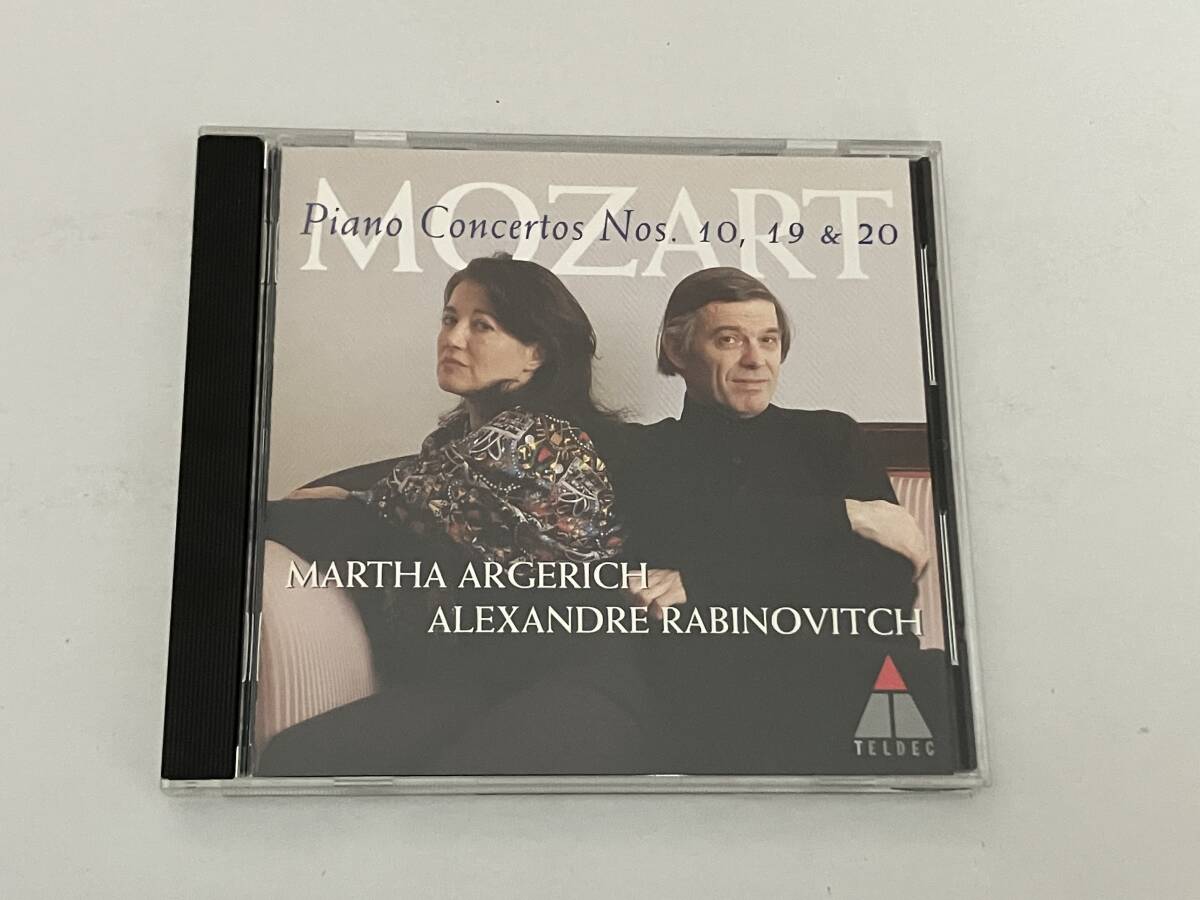 MOZART
Piano Concertos Nos. 10, 19 & 20
MARTHA ARGERICH
ALEXANDRE RABINOVITCH
TELDEC